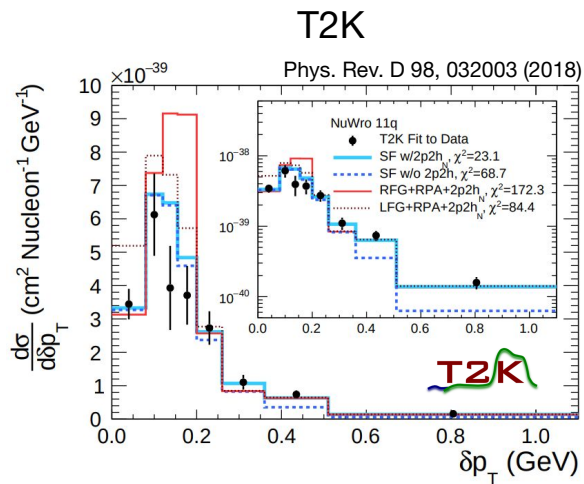 T2K
Phys. Rev. D 98, 032003 (2018)
×10⁻³⁹
dσ/dδp_T (cm² Nucleon⁻¹ GeV⁻¹)
10
9
8
7
6
5
4
3
2
1
0
0.0 0.2 0.4 0.6 0.8 1.0
δp_T (GeV)
NuWro 11q
T2K Fit to Data
SF w/2p2h_N, χ²=23.1
SF w/o 2p2h, χ²=68.7
RFG+RPA+2p2h_N, χ²=172.3
LFG+RPA+2p2h_N, χ²=84.4
10⁻³⁸
10⁻³⁹
10⁻⁴⁰
0.0 0.2 0.4 0.6 0.8 1.0
T2K